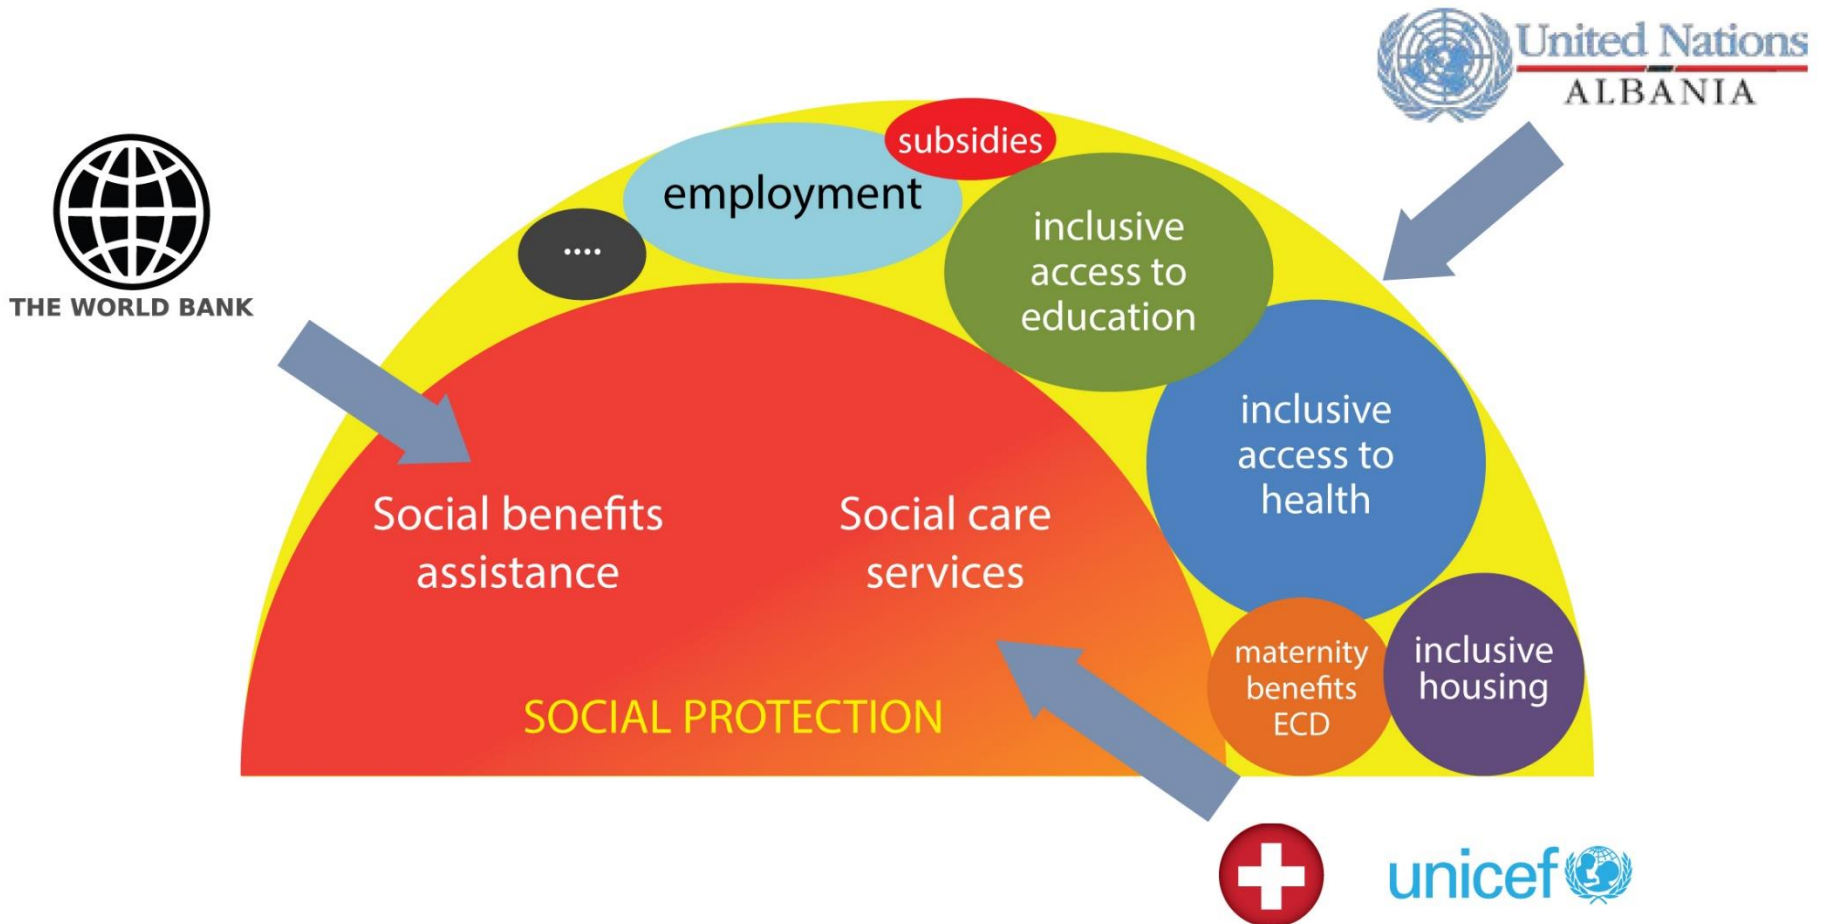 United Nations
ALBANIA
THE WORLD BANK
subsidies
employment
....
inclusive
access to
education
inclusive
access to
health
Social benefits
assistance
Social care
services
SOCIAL PROTECTION
maternity
benefits
ECD
inclusive
housing
unicef